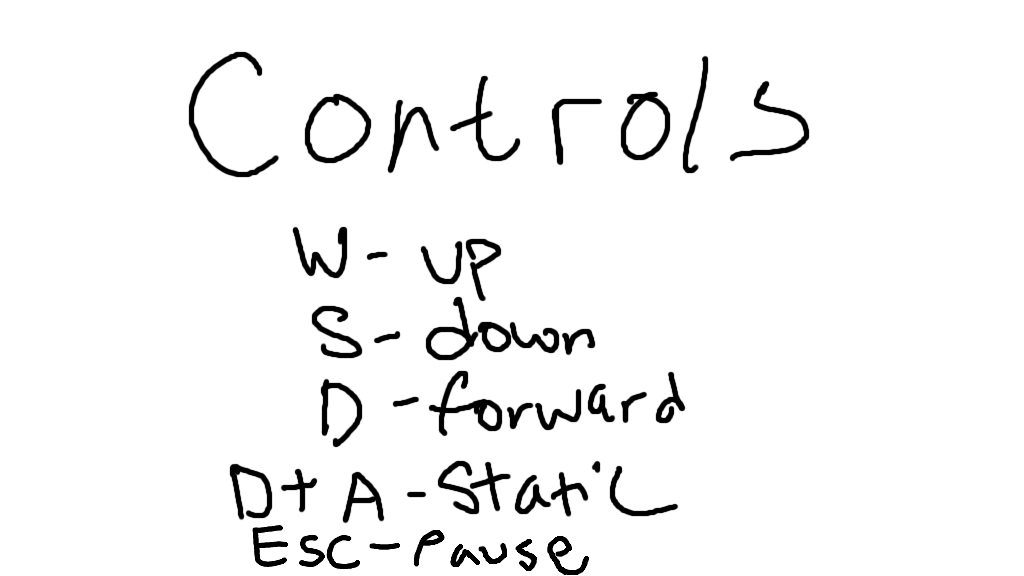 Controls
W - up
S - down
D - forward
D + A - Static
Esc - Pause